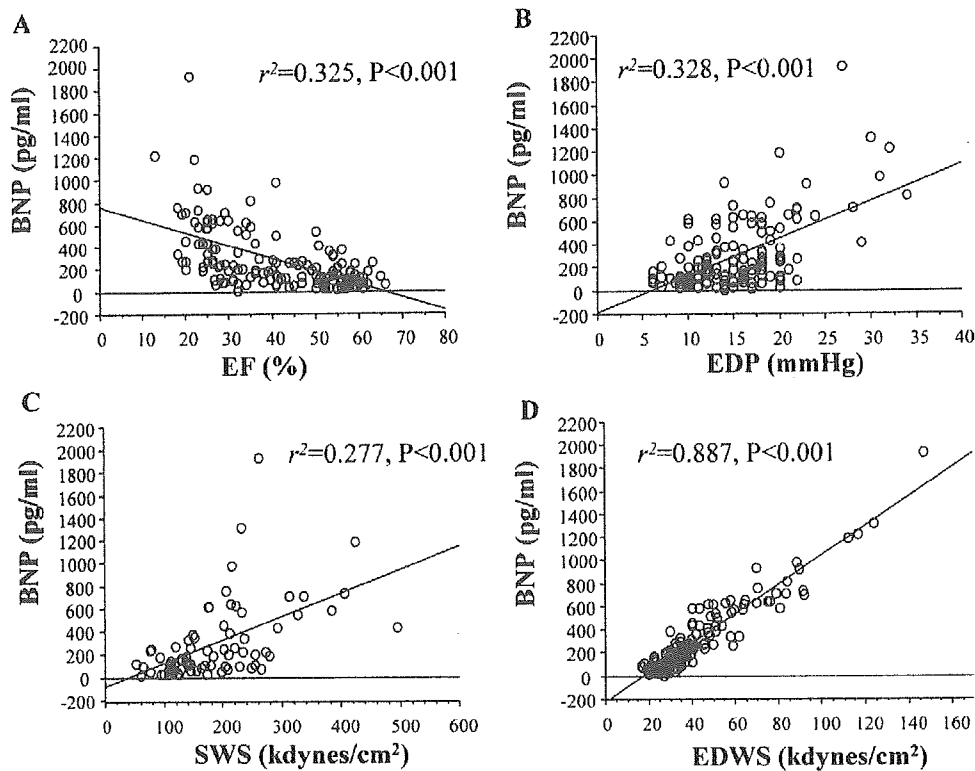 A
BNP (pg/ml)
2200
2000
1800
1600
1400
1200
1000
800
600
400
200
0
-200
r²=0.325, P<0.001
0 10 20 30 40 50 60 70 80
EF (%)
B
BNP (pg/ml)
2200
2000
1800
1600
1400
1200
1000
800
600
400
200
0
-200
r²=0.328, P<0.001
0 5 10 15 20 25 30 35 40
EDP (mmHg)
C
BNP (pg/ml)
2200
2000
1800
1600
1400
1200
1000
800
600
400
200
0
-200
r²=0.277, P<0.001
0 100 200 300 400 500 600
SWS (kdynes/cm²)
D
BNP (pg/ml)
2200
2000
1800
1600
1400
1200
1000
800
600
400
200
0
-200
r²=0.887, P<0.001
0 20 40 60 80 100 120 140 160
EDWS (kdynes/cm²)